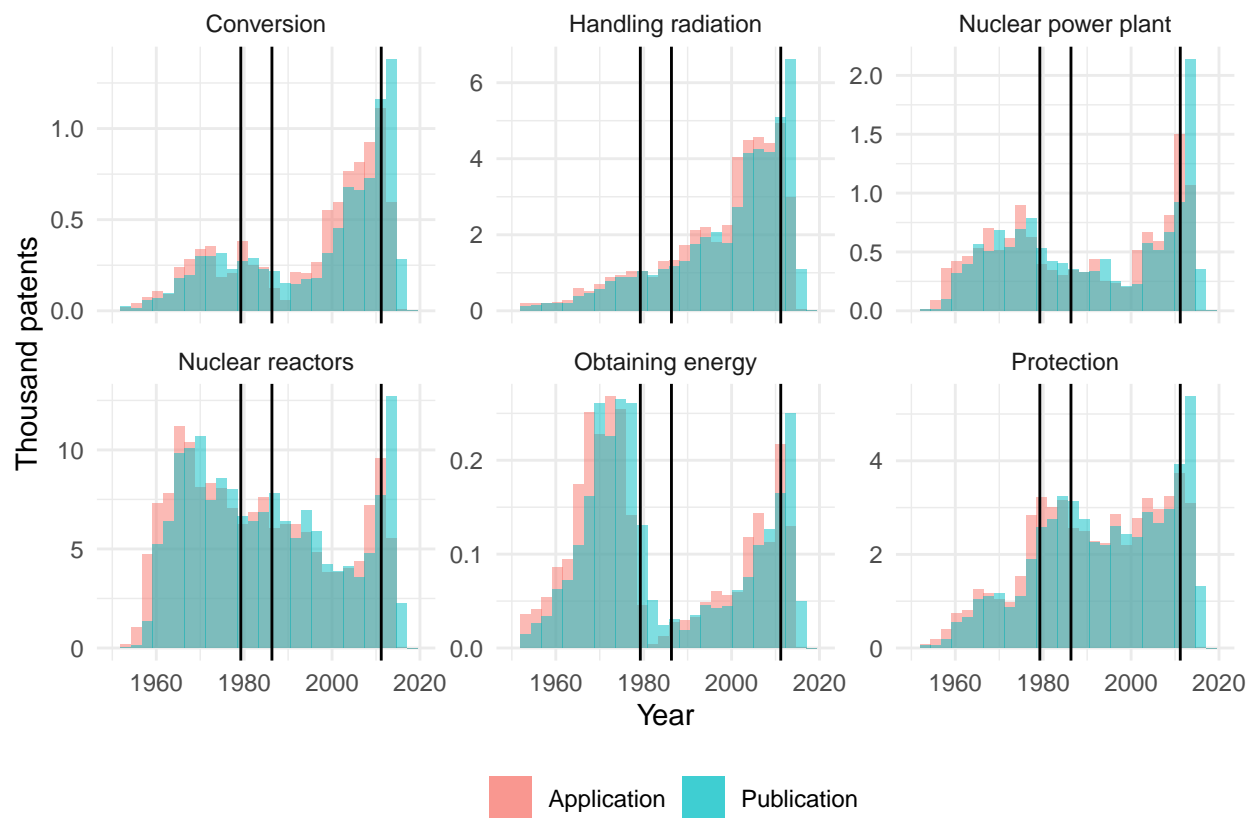 Conversion
Handling radiation
Nuclear power plant
0.0
0.5
1.0
0
2
4
6
0.0
0.5
1.0
1.5
2.0
Nuclear reactors
Obtaining energy
Protection
0
5
10
0.0
0.1
0.2
0
2
4
1960 1980 2000 2020
1960 1980 2000 2020
1960 1980 2000 2020
Year
Thousand patents
Application
Publication